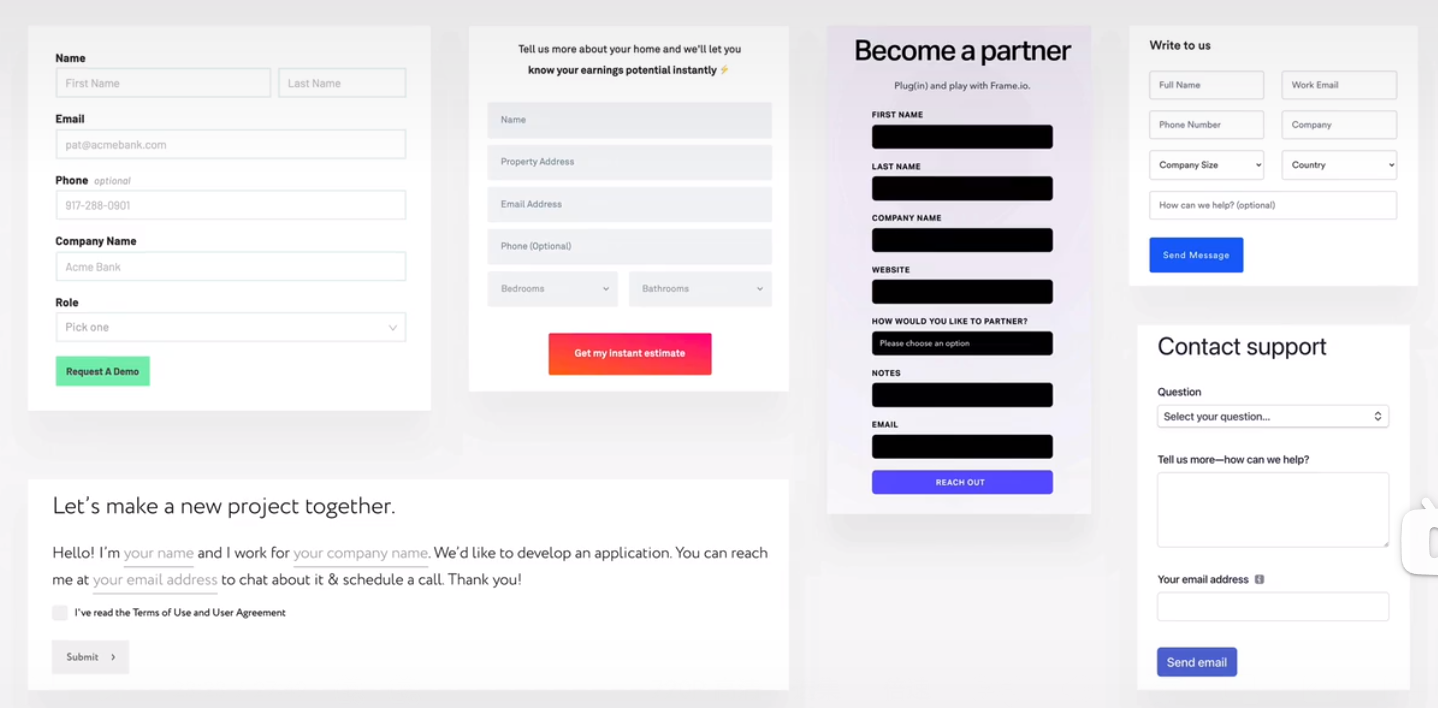 Name
First Name
Last Name
Email
pat@acmebank.com
Phone optional
917-288-0901
Company Name
Acme Bank
Role
Pick one
Request A Demo
Tell us more about your home and we'll let you
know your earnings potential instantly ⚡
Name
Property Address
Email Address
Phone (Optional)
Bedrooms
Bathrooms
Get my instant estimate
Become a partner
Plug(in) and play with Frame.io.
FIRST NAME
LAST NAME
COMPANY NAME
WEBSITE
HOW WOULD YOU LIKE TO PARTNER?
Please choose an option
NOTES
EMAIL
REACH OUT
Write to us
Full Name
Work Email
Phone Number
Company
Company Size
Country
How can we help? (optional)
Send Message
Contact support
Question
Select your question...
Tell us more—how can we help?
Your email address
Send email
Let's make a new project together.
Hello! I'm your name and I work for your company name. We'd like to develop an application. You can reach
me at your email address to chat about it & schedule a call. Thank you!
I've read the Terms of Use and User Agreement
Submit >